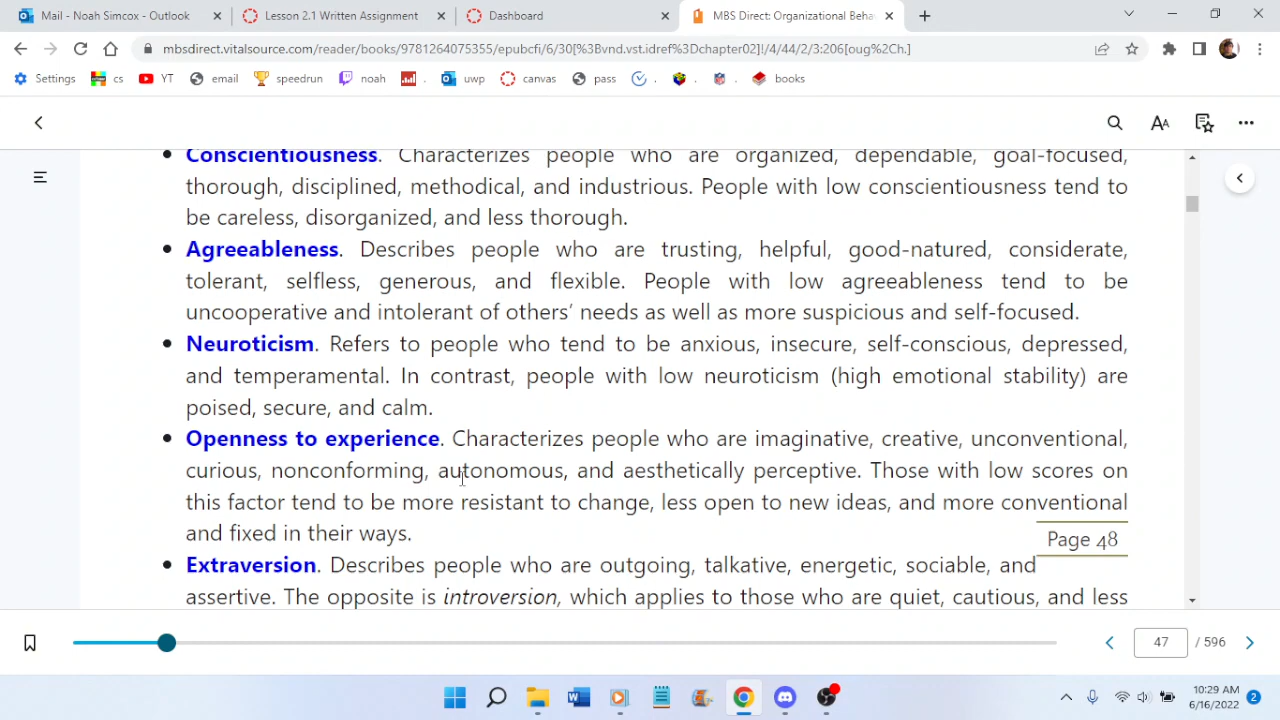 Mail - Noah Simcox - Outlook
Lesson 2.1 Written Assignment
Dashboard
MBS Direct: Organizational Beha
mbsdirect.vitalsource.com/reader/books/9781264075355/epubcfi/6/30[%3Bvnd.vst.idref%3Dchapter02]!/4/44/2/3:206[oug%2Ch.]
Settings cs YT email speedrun noah . uwp canvas pass . . . books
Conscientiousness. Characterizes people who are organized, dependable, goal-focused,
thorough, disciplined, methodical, and industrious. People with low conscientiousness tend to
be careless, disorganized, and less thorough.
Agreeableness. Describes people who are trusting, helpful, good-natured, considerate,
tolerant, selfless, generous, and flexible. People with low agreeableness tend to be
uncooperative and intolerant of others' needs as well as more suspicious and self-focused.
Neuroticism. Refers to people who tend to be anxious, insecure, self-conscious, depressed,
and temperamental. In contrast, people with low neuroticism (high emotional stability) are
poised, secure, and calm.
Openness to experience. Characterizes people who are imaginative, creative, unconventional,
curious, nonconforming, autonomous, and aesthetically perceptive. Those with low scores on
this factor tend to be more resistant to change, less open to new ideas, and more conventional
and fixed in their ways.
Page 48
Extraversion. Describes people who are outgoing, talkative, energetic, sociable, and
assertive. The opposite is introversion, which applies to those who are quiet, cautious, and less
47 / 596
10:29 AM
6/16/2022
2